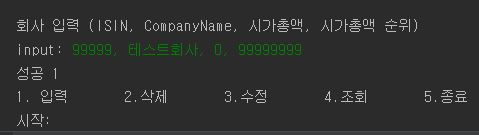 회사 입력 (ISIN, CompanyName, 시가총액, 시가총액 순위)
input: 99999, 테스트회사, 0, 99999999
성공 1
1. 입력 2.삭제 3.수정 4.조회 5.종료
시작: